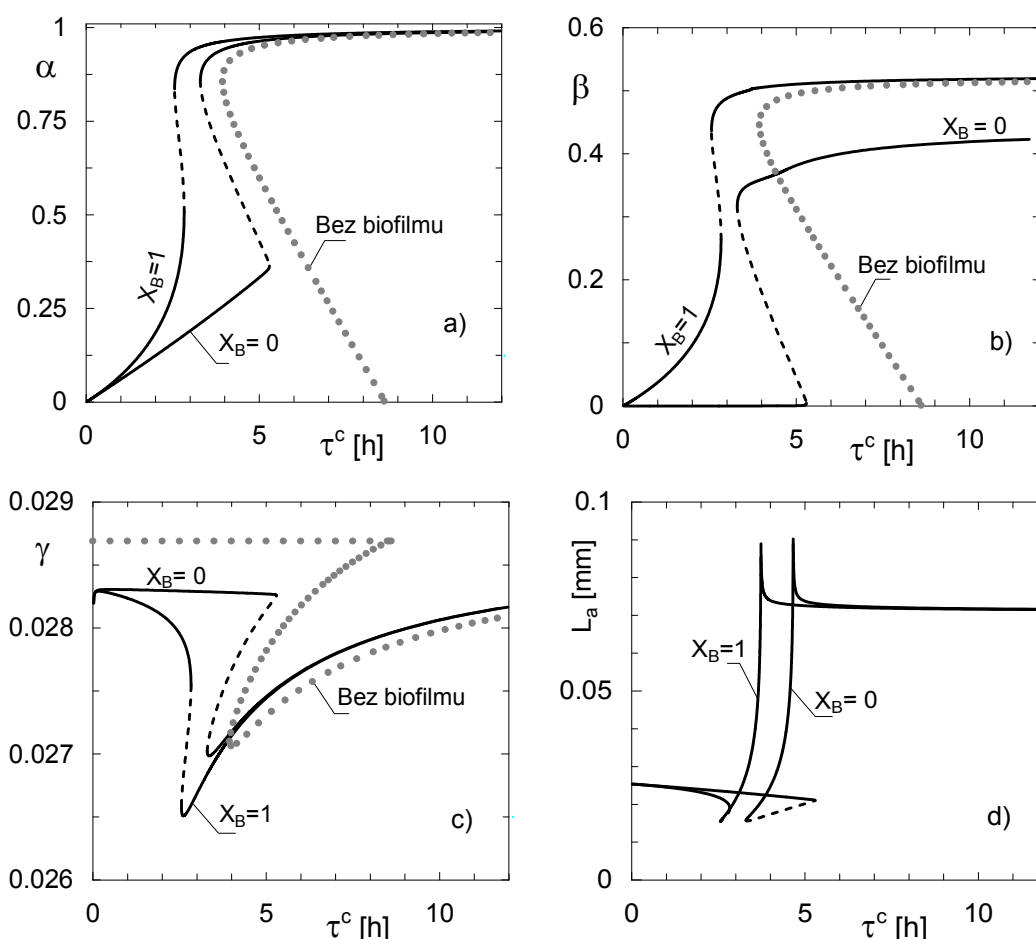 1
α
0.75
0.5
0.25
0
X_B=1
X_B= 0
Bez biofilmu
a)
0
5
10
τ^c [h]
0.6
β
0.4
0.2
0
X_B = 0
X_B=1
Bez biofilmu
b)
0
5
10
τ^c [h]
0.029
γ
0.028
0.027
0.026
X_B= 0
Bez biofilmu
X_B=1
c)
0
5
10
τ^c [h]
0.1
L_a [mm]
0.05
0
X_B=1
X_B= 0
d)
0
5
10
τ^c [h]